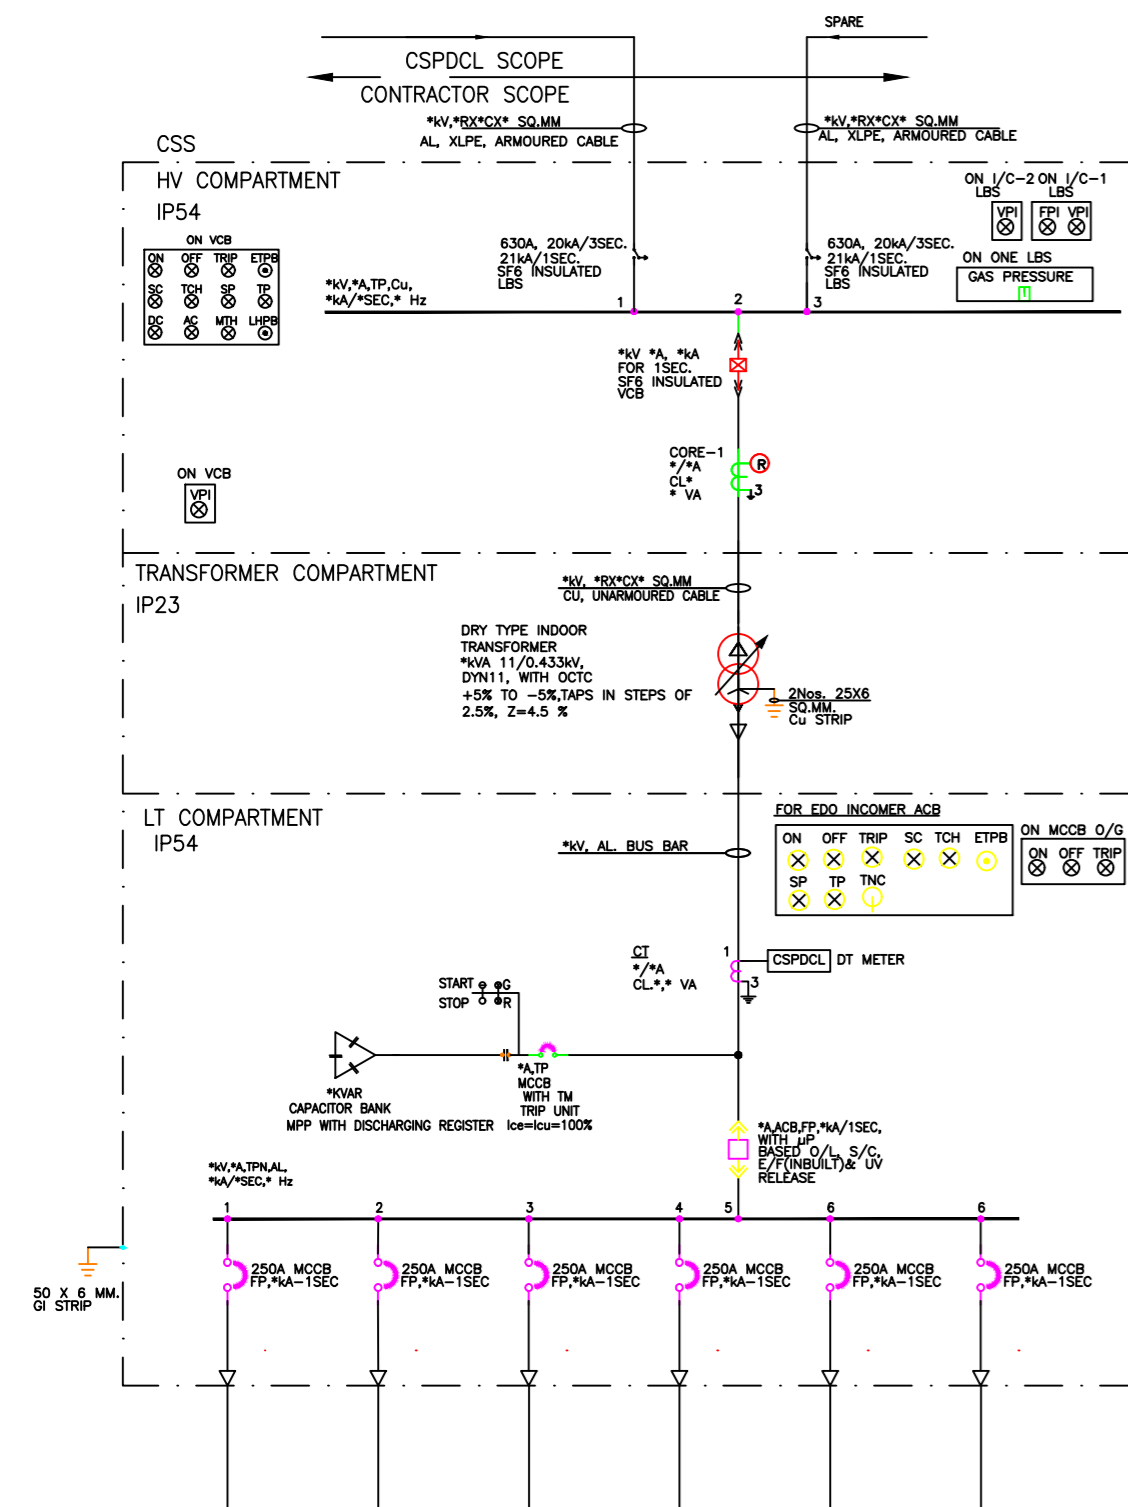 SPARE
CSPDCL SCOPE
CONTRACTOR SCOPE
*kV,*RX*CX* SQ.MM
AL, XLPE, ARMOURED CABLE
*kV,*RX*CX* SQ.MM
AL, XLPE, ARMOURED CABLE
CSS
HV COMPARTMENT
IP54
ON VCB
ON OFF TRIP ETPB
SC TCH SP TP
DC AC MTH LHPB
ON I/C-2 ON I/C-1
LBS LBS
VPI FPI VPI
ON ONE LBS
GAS PRESSURE
630A, 20kA/3SEC.
21kA/1SEC.
SF6 INSULATED
LBS
630A, 20kA/3SEC.
21kA/1SEC.
SF6 INSULATED
LBS
*kV,*A,TP,Cu,
*kA/*SEC,* Hz
1 2 3
*kV *A, *kA
FOR 1SEC.
SF6 INSULATED
VCB
CORE-1
*/*A
CL*
* VA
R
3
ON VCB
VPI
TRANSFORMER COMPARTMENT
IP23
*kV, *RX*CX* SQ.MM
CU, UNARMOURED CABLE
DRY TYPE INDOOR
TRANSFORMER
*kVA 11/0.433kV,
DYN11, WITH OCTC
+5% TO -5%,TAPS IN STEPS OF
2.5%, Z=4.5 %
2Nos. 25X6
SQ.MM.
Cu STRIP
LT COMPARTMENT
IP54
*kV, AL. BUS BAR
FOR EDO INCOMER ACB
ON OFF TRIP SC TCH ETPB
SP TP TNC
ON MCCB O/G
ON OFF TRIP
CT
*/*A
CL.*,* VA
1
3
CSPDCL DT METER
START G
STOP R
*KVAR
CAPACITOR BANK
MPP WITH DISCHARGING REGISTER
*A,TP
MCCB
WITH TM
TRIP UNIT
Ice=Icu=100%
*A,ACB,FP,*kA/1SEC,
WITH µP
BASED O/L, S/C,
E/F(INBUILT)& UV
RELEASE
*kV,*A,TPN,AL,
*kA/*SEC,* Hz
1 2 3 4 5 6 6
250A MCCB
FP,*kA-1SEC
250A MCCB
FP,*kA-1SEC
250A MCCB
FP,*kA-1SEC
250A MCCB
FP,*kA-1SEC
250A MCCB
FP,*kA-1SEC
250A MCCB
FP,*kA-1SEC
50 X 6 MM.
GI STRIP